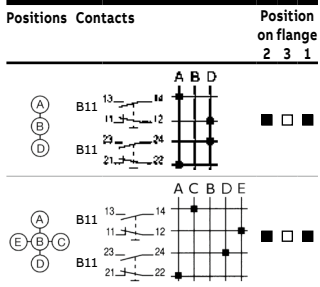 Positions Contacts Position
on flange
2 3 1
A B D
A
B
D
B11
13 14
11 12
B11
23 24
21 22
A C B D E
A
E B C
D
B11
13 14
11 12
B11
23 24
21 22